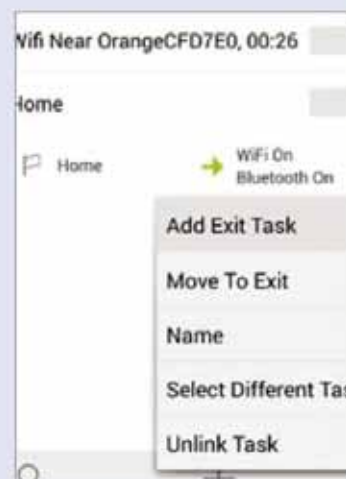 Wifi Near OrangeCFD7E0, 00:26
Home
Home
WiFi On
Bluetooth On
Add Exit Task
Move To Exit
Name
Select Different Tas
Unlink Task